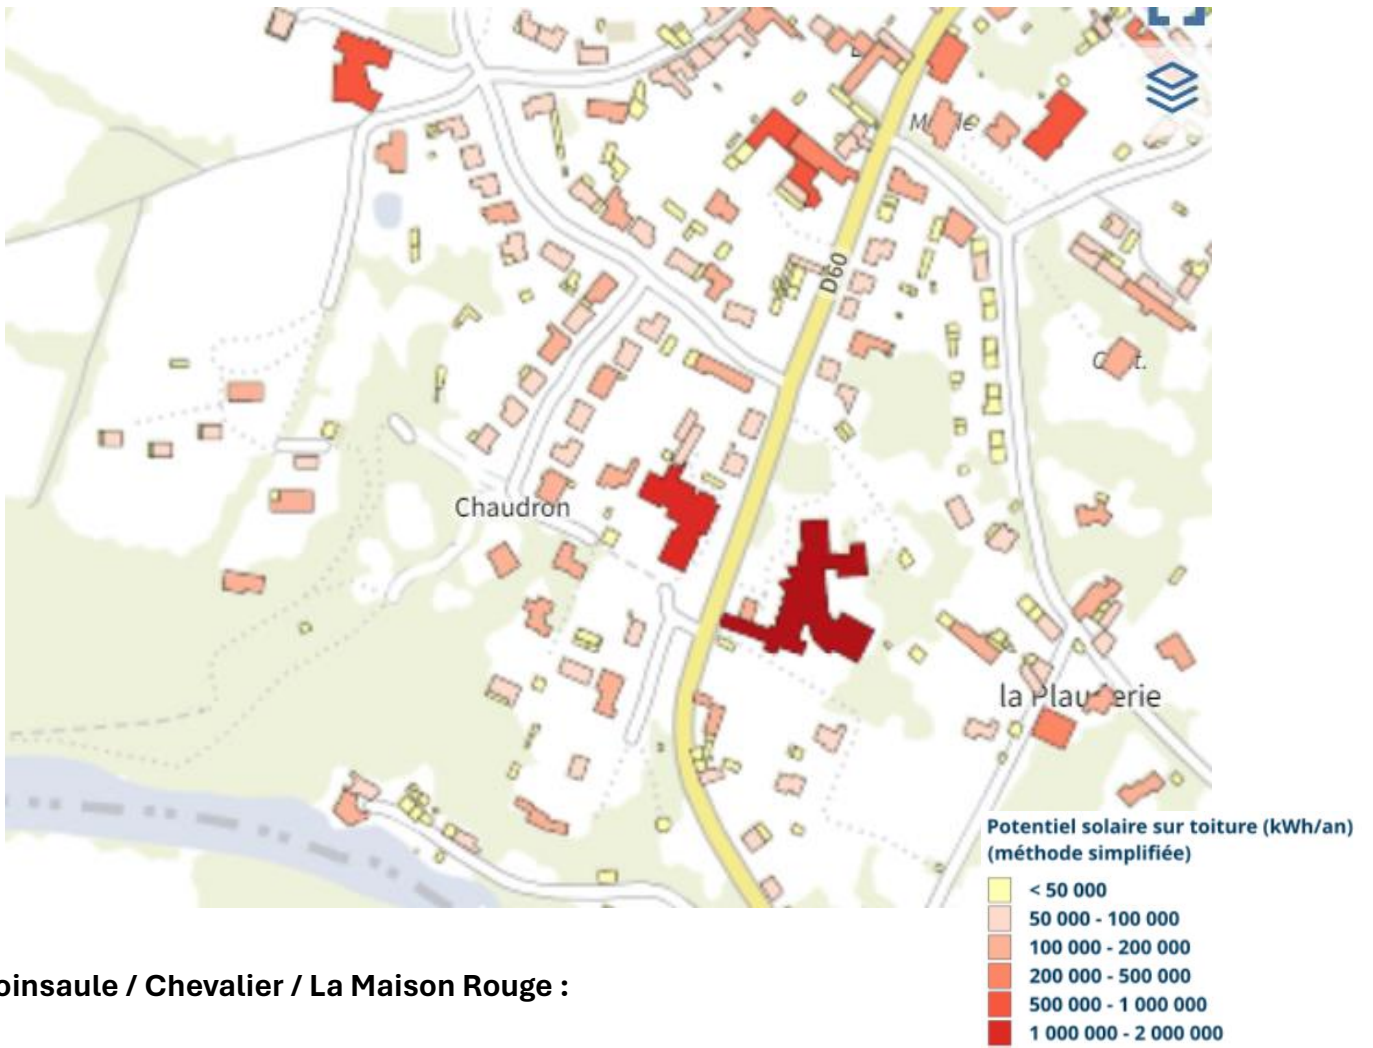 D60
Chaudron
Potentiel solaire sur toiture (kWh/an)
(méthode simplifiée)
< 50 000
50 000 - 100 000
100 000 - 200 000
200 000 - 500 000
500 000 - 1 000 000
1 000 000 - 2 000 000
oinsaule / Chevalier / La Maison Rouge :